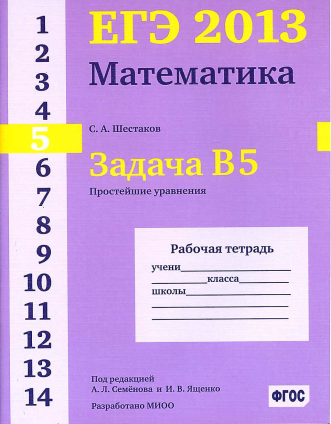 ЕГЭ 2013
Математика
С. А. Шестаков
Задача В5
Простейшие уравнения
1
2
3
4
5
6
7
8
9
10
11
12
13
14
Рабочая тетрадь
учени
класса
школы
Под редакцией
А. Л. Семёнова и И. В. Ященко
Разработано МИОО
ФГОС